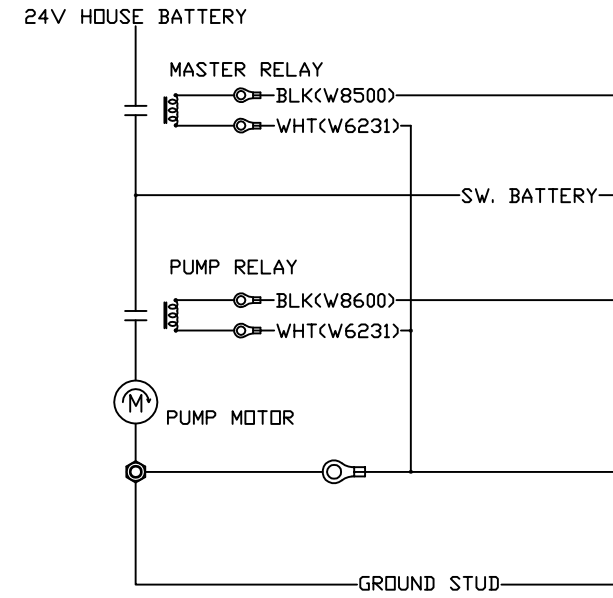 24V HOUSE BATTERY
MASTER RELAY
BLK(W8500)
WHT(W6231)
SW. BATTERY
PUMP RELAY
BLK(W8600)
WHT(W6231)
M
PUMP MOTOR
GROUND STUD